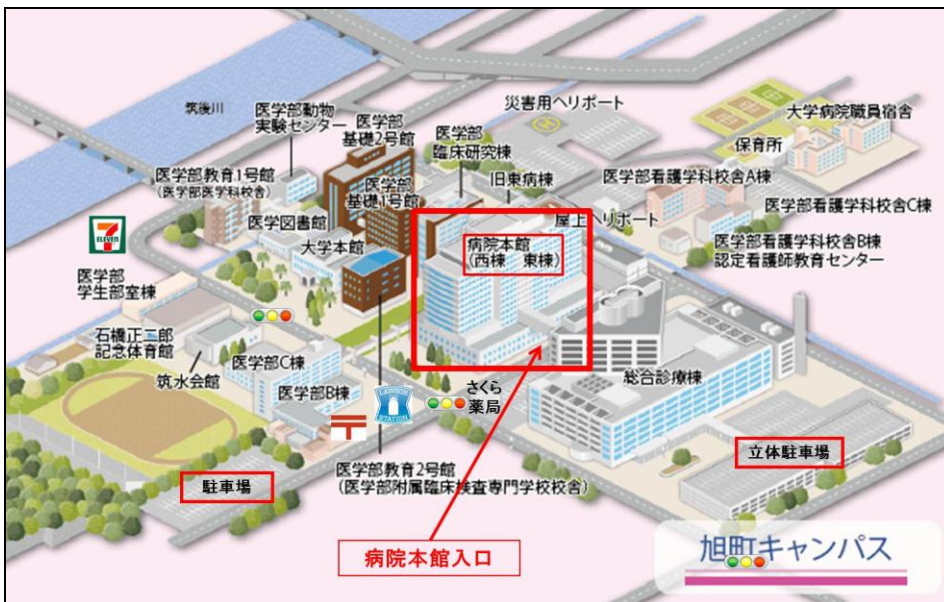 筑後川
医学部動物
実験センター
医学部
基礎2号館
医学部
臨床研究棟
災害用ヘリポート
大学病院職員宿舎
保育所
医学部教育1号館
(医学部医学科校舎)
医学部
基礎1号館
旧東病棟
医学部看護学科校舎A棟
医学図書館
大学本館
屋上ヘリポート
医学部看護学科校舎C棟
病院本館
(西棟 東棟)
医学部看護学科校舎B棟
認定看護師教育センター
7
ELEVEN
医学部
学生部室棟
石橋正二郎
記念体育館
筑水会館
医学部C棟
医学部B棟
LAWSON
STATION
さくら
薬局
総合診療棟
〒
医学部教育2号館
(医学部附属臨床検査専門学校校舎)
駐車場
立体駐車場
病院本館入口
旭町キャンパス